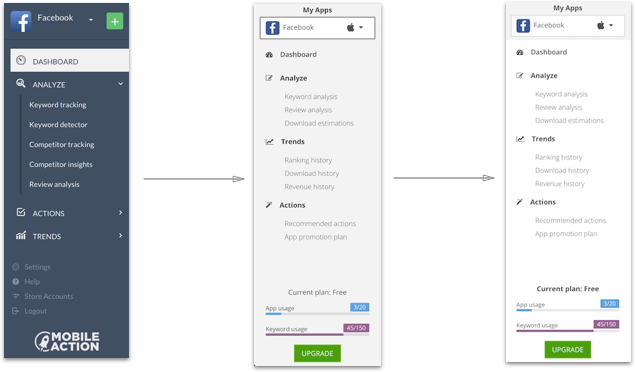 Facebook
DASHBOARD
ANALYZE
Keyword tracking
Keyword detector
Competitor tracking
Competitor insights
Review analysis
ACTIONS
TRENDS
Settings
Help
Store Accounts
Logout
MOBILE
ACTION
My Apps
Facebook
Dashboard
Analyze
Keyword analysis
Review analysis
Download estimations
Trends
Ranking history
Download history
Revenue history
Actions
Recommended actions
App promotion plan
Current plan: Free
App usage 3/20
Keyword usage 45/150
UPGRADE
My Apps
Facebook
Dashboard
Analyze
Keyword analysis
Review analysis
Download estimations
Trends
Ranking history
Download history
Revenue history
Actions
Recommended actions
App promotion plan
Current plan: Free
App usage 3/20
Keyword usage 45/150
UPGRADE